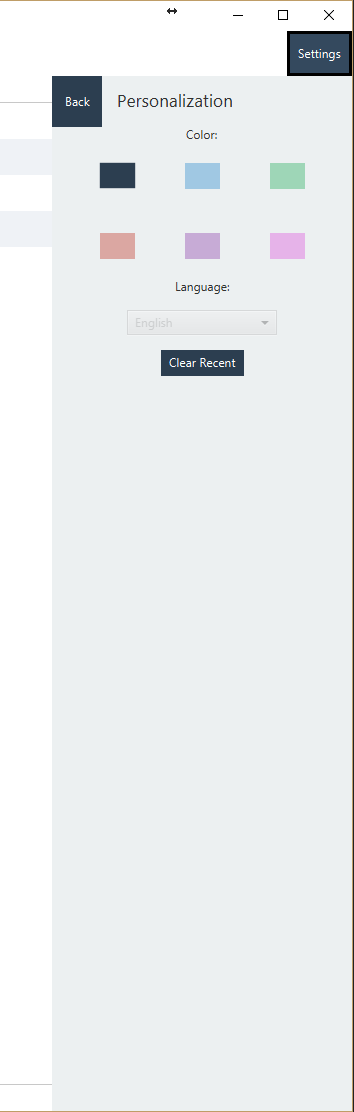 Settings
Back
Personalization
Color:
Language:
English
Clear Recent